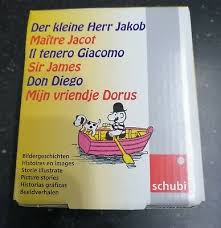 Der kleine Herr Jakob
Maître Jacot
Il tenero Giacomo
Sir James
Don Diego
Mijn vriendje Dorus
Bildergeschichten
Histoires en images
Storie illustrate
Picture stories
Historias gráficas
Beeldverhalen
schubi